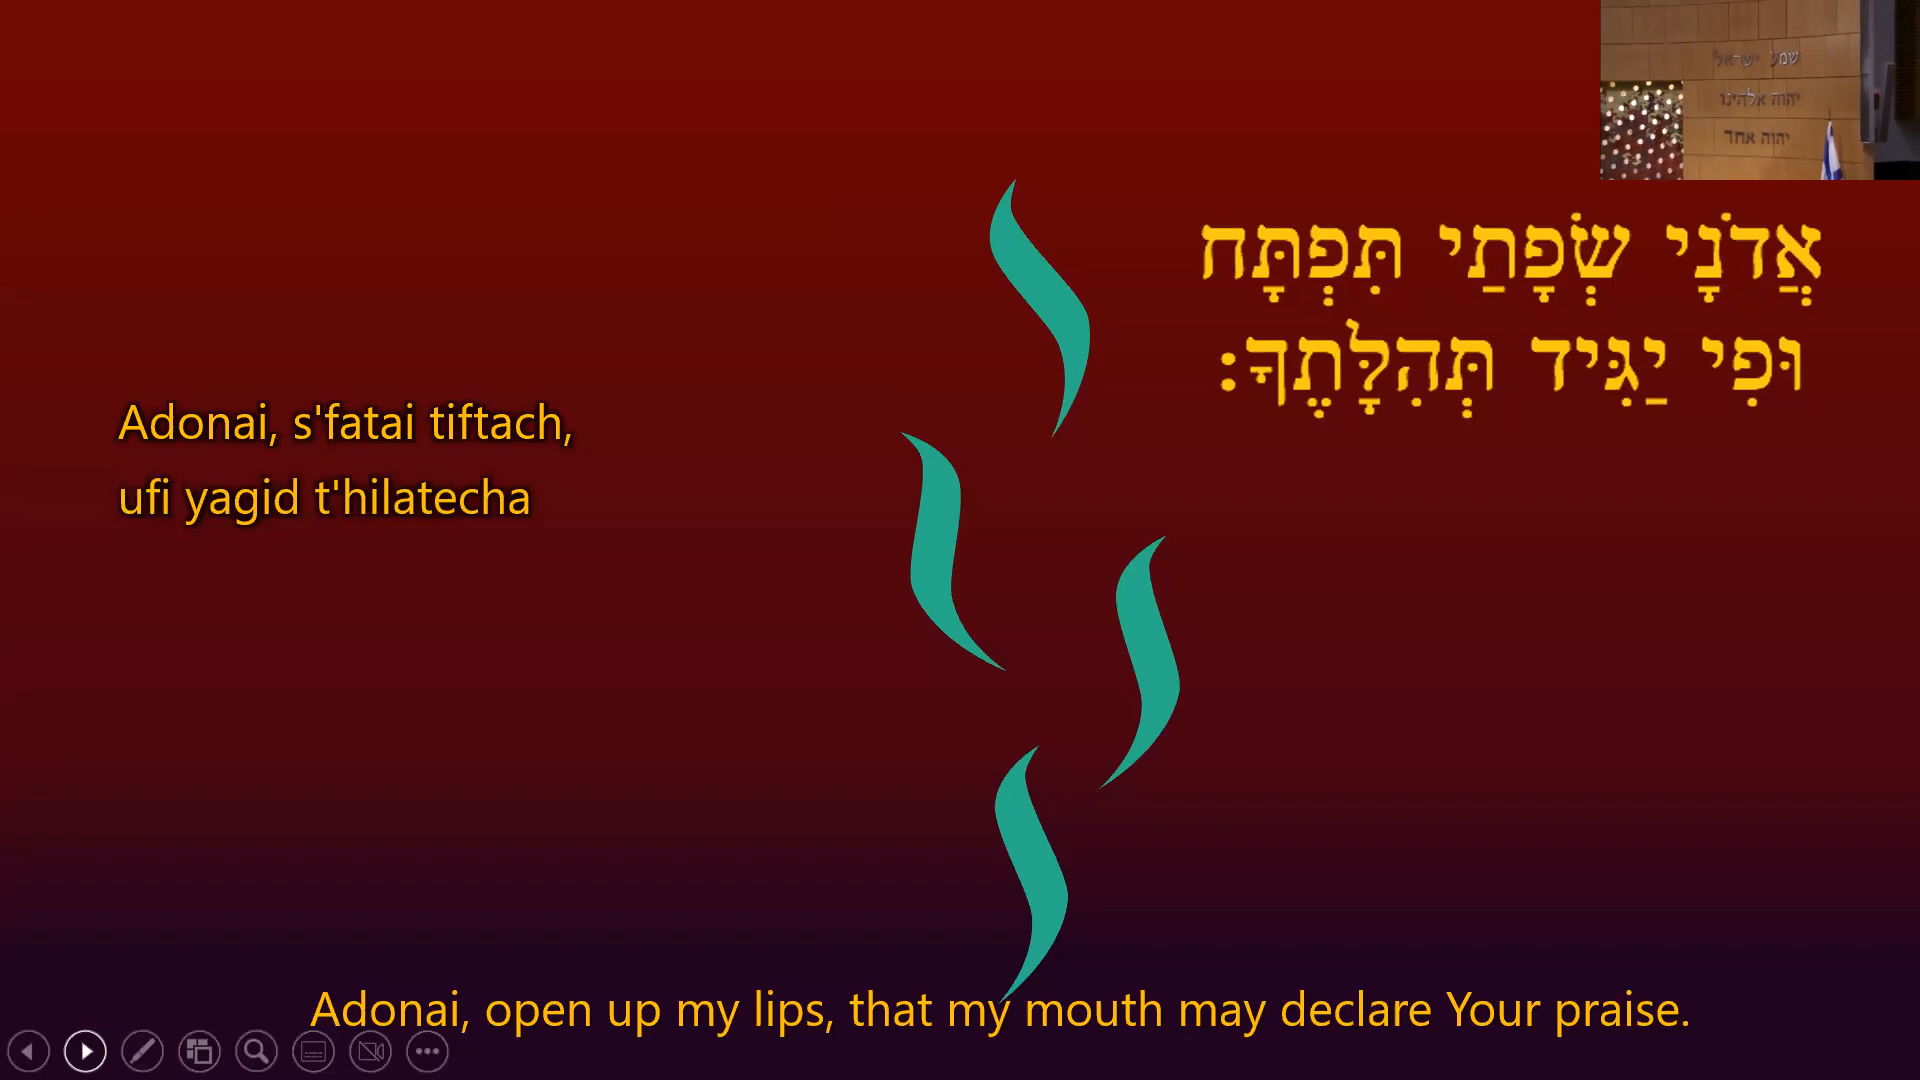 שמע ישראל
יהוה אלהינו
יהוה אחד
אֲדֹנָי שְׂפָתַי תִּפְתָּח
וּפִי יַגִּיד תְּהִלָּתֶךָ:
Adonai, s'fatai tiftach,
ufi yagid t'hilatecha
Adonai, open up my lips, that my mouth may declare Your praise.